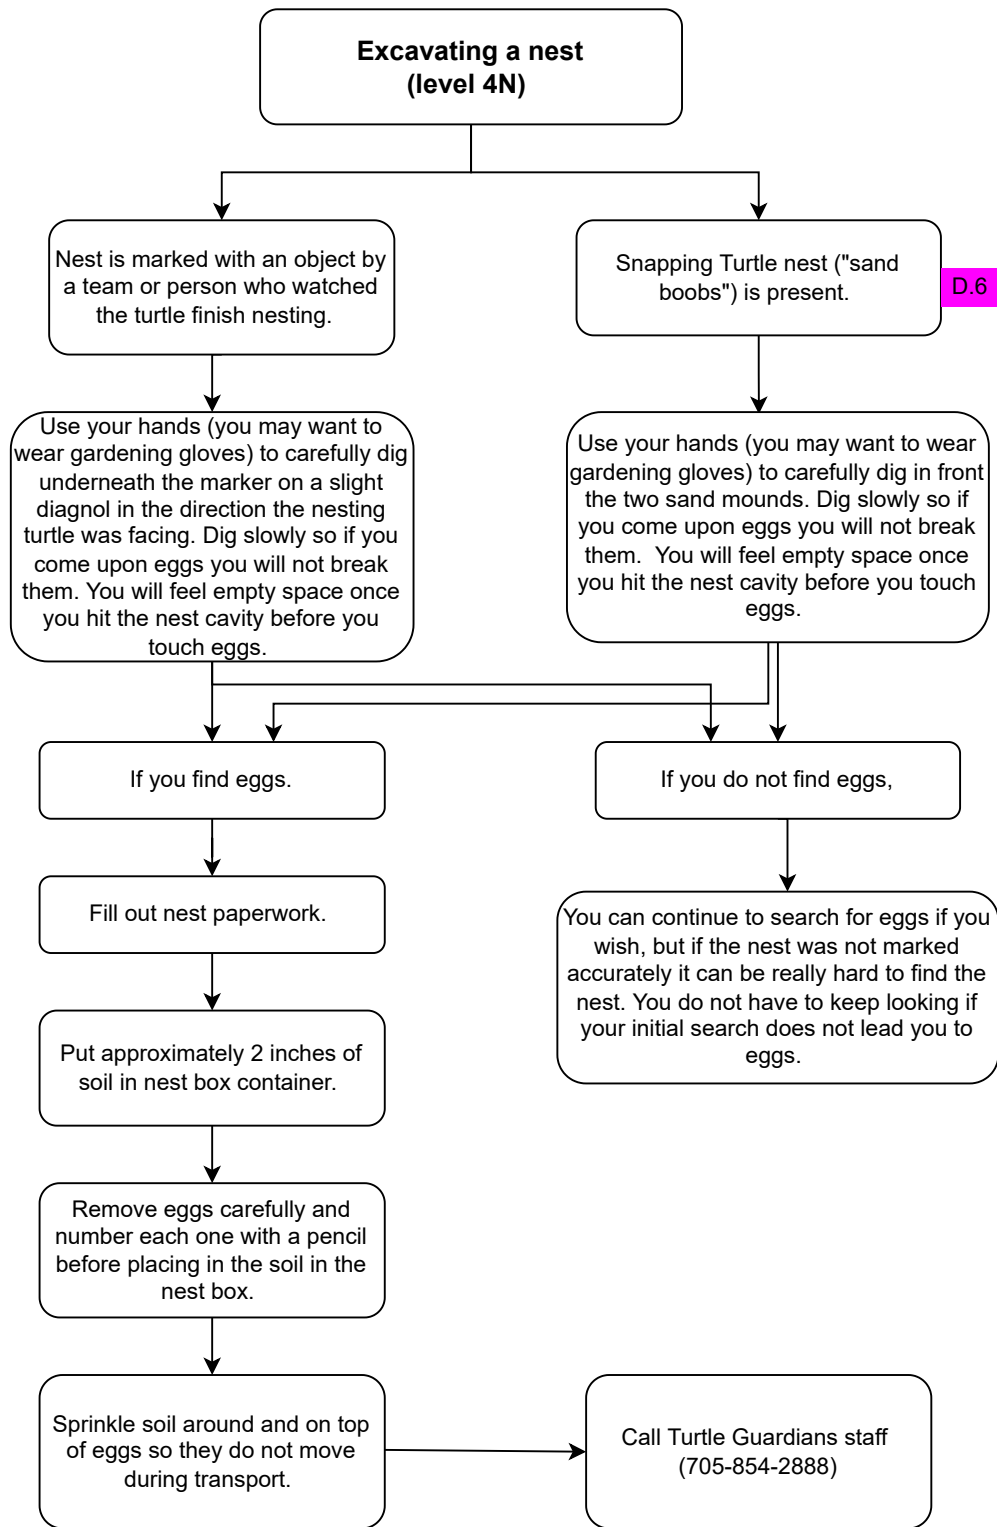 Excavating a nest
(level 4N)
Nest is marked with an object by
a team or person who watched
the turtle finish nesting.
Snapping Turtle nest ("sand
boobs") is present.
D.6
Use your hands (you may want to
wear gardening gloves) to carefully dig
underneath the marker on a slight
diagnol in the direction the nesting
turtle was facing. Dig slowly so if you
come upon eggs you will not break
them. You will feel empty space once
you hit the nest cavity before you
touch eggs.
Use your hands (you may want to wear
gardening gloves) to carefully dig in front
the two sand mounds. Dig slowly so if
you come upon eggs you will not break
them.  You will feel empty space once
you hit the nest cavity before you touch
eggs.
If you find eggs.
If you do not find eggs,
Fill out nest paperwork.
You can continue to search for eggs if you
wish, but if the nest was not marked
accurately it can be really hard to find the
nest. You do not have to keep looking if
your initial search does not lead you to
eggs.
Put approximately 2 inches of
soil in nest box container.
Remove eggs carefully and
number each one with a pencil
before placing in the soil in the
nest box.
Sprinkle soil around and on top
of eggs so they do not move
during transport.
Call Turtle Guardians staff
(705-854-2888)